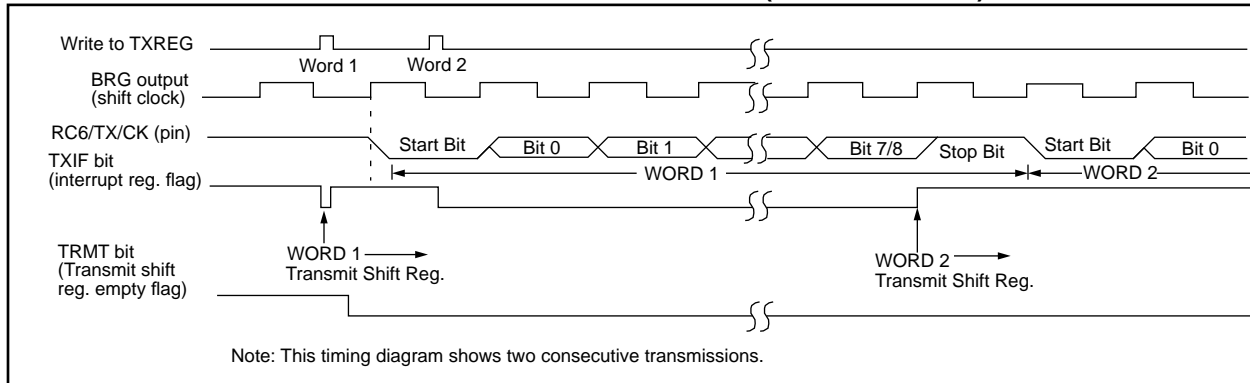 Write to TXREG
Word 1
Word 2
BRG output
(shift clock)
RC6/TX/CK (pin)
Start Bit
Bit 0
Bit 1
Bit 7/8
Stop Bit
Start Bit
Bit 0
TXIF bit
(interrupt reg. flag)
WORD 1
WORD 2
TRMT bit
(Transmit shift
reg. empty flag)
WORD 1
Transmit Shift Reg.
WORD 2
Transmit Shift Reg.
Note: This timing diagram shows two consecutive transmissions.